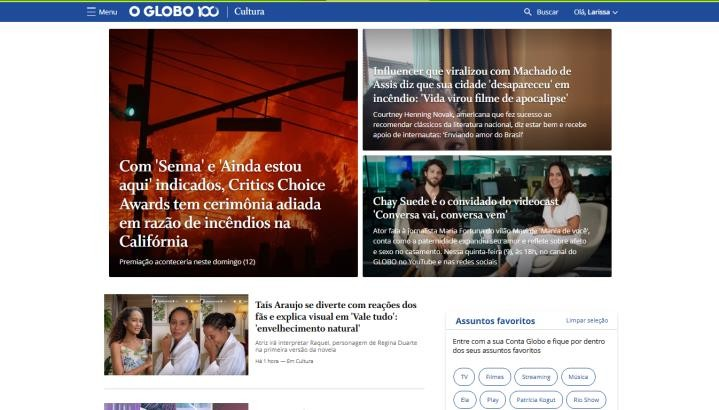 Menu
O GLOBO 100
Cultura
Buscar
Olá, Larissa
Com 'Senna' e 'Ainda estou
aqui' indicados, Critics Choice
Awards tem cerimônia adiada
em razão de incêndios na
Califórnia
Premiação aconteceria neste domingo (12)
Influencer que viralizou com Machado de
Assis diz que sua cidade 'desapareceu' em
incêndio: 'Vida virou filme de apocalipse'
Courtney Henning Novak, americana que fez sucesso ao
recomendar clássicos da literatura nacional, diz estar bem e recebe
apoio de internautas: 'Enviando amor do Brasil'
Chay Suede é o convidado do videocast
'Conversa vai, conversa vem'
Ator fala à jornalista Maria Fortuna do vilão Mavi de 'Mania de você',
conta como a paternidade expandiu seu amor e reflete sobre afeto
e sexo no casamento. Nessa quinta-feira (9), às 18h, no canal do
GLOBO no YouTube e nas redes sociais
Taís Araujo se diverte com reações dos
fãs e explica visual em 'Vale tudo':
'envelhecimento natural'
Atriz irá interpretar Raquel, personagem de Regina Duarte
na primeira versão da novela
Há 1 hora — Em Cultura
Assuntos favoritos
Limpar seleção
Entre com a sua Conta Globo e fique por dentro
dos seus assuntos favoritos
TV
Filmes
Streaming
Música
Ela
Play
Patrícia Kogut
Rio Show